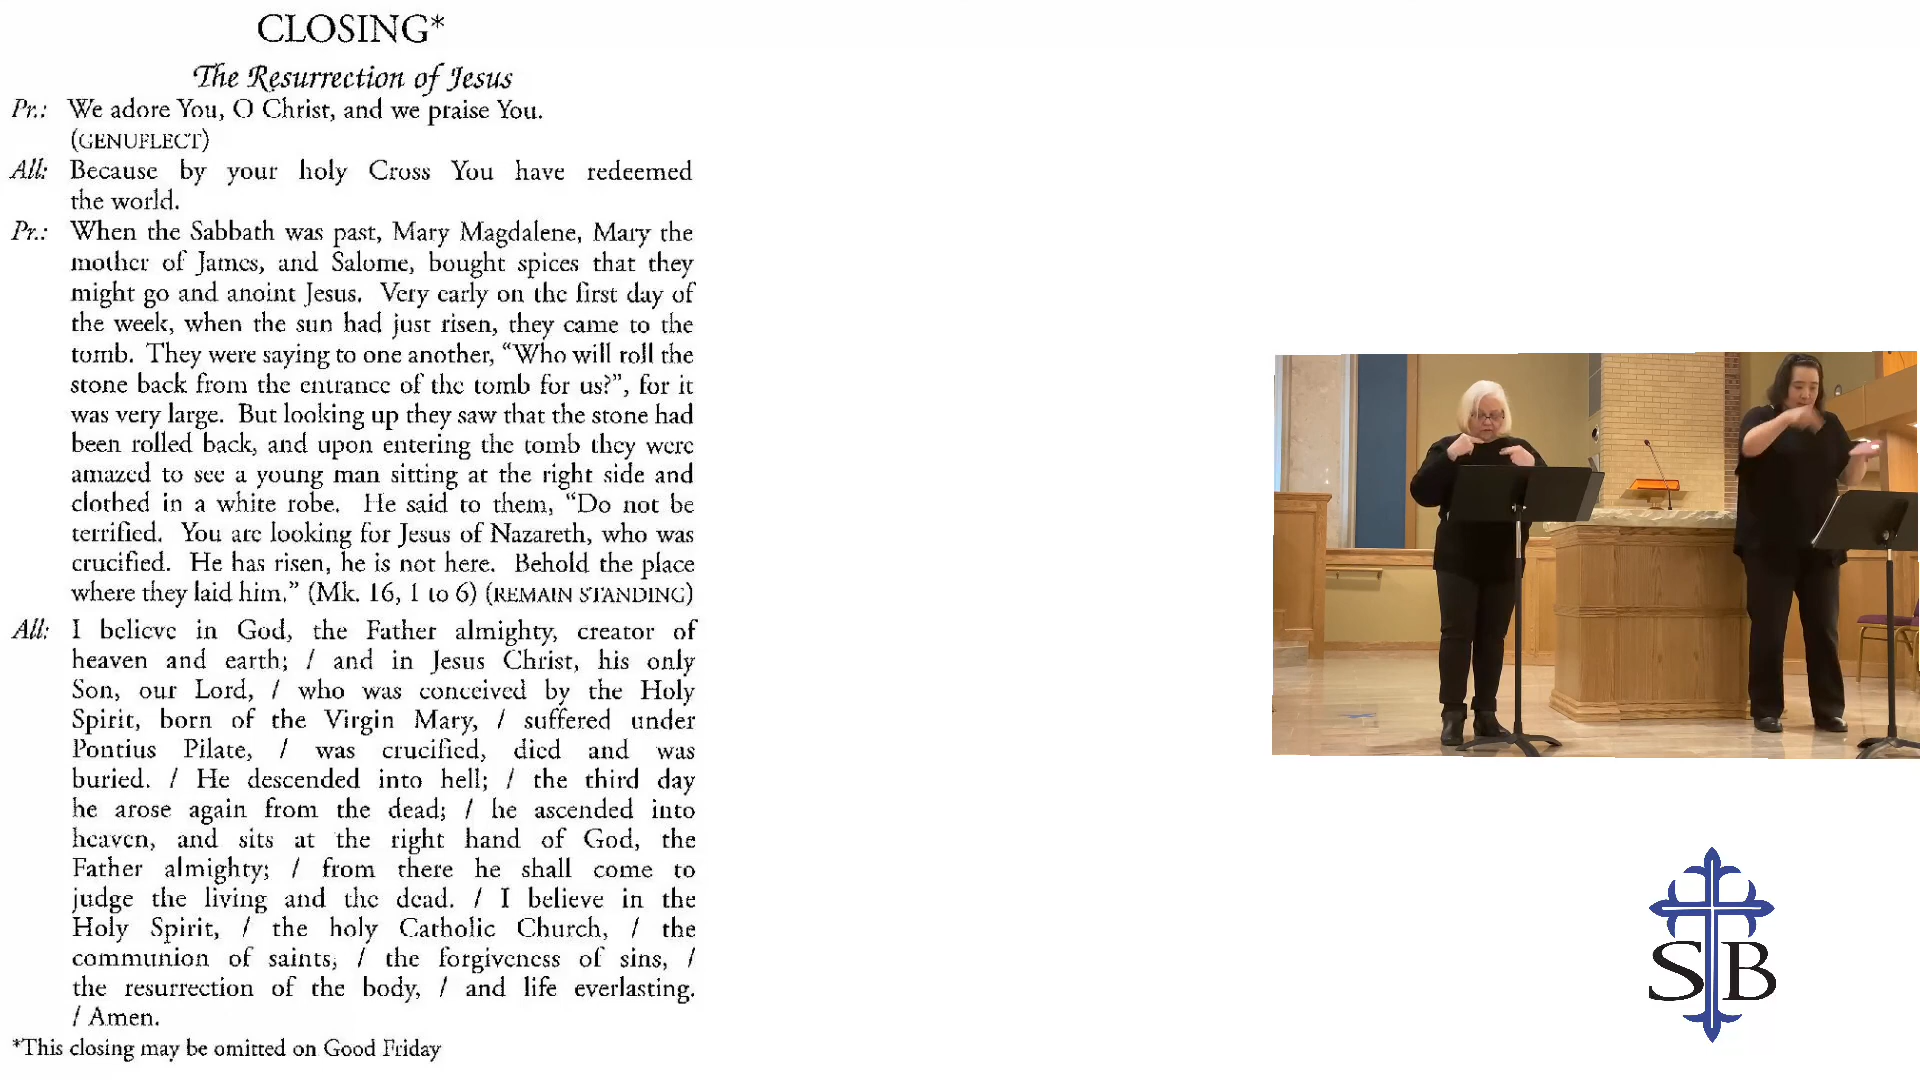 CLOSING*
The Resurrection of Jesus
Pr.: We adore You, O Christ, and we praise You.
(GENUFLECT)
All: Because by your holy Cross You have redeemed
the world.
Pr.: When the Sabbath was past, Mary Magdalene, Mary the
mother of James, and Salome, bought spices that they
might go and anoint Jesus. Very early on the first day of
the week, when the sun had just risen, they came to the
tomb. They were saying to one another, “Who will roll the
stone back from the entrance of the tomb for us?”, for it
was very large. But looking up they saw that the stone had
been rolled back, and upon entering the tomb they were
amazed to see a young man sitting at the right side and
clothed in a white robe. He said to them, “Do not be
terrified. You are looking for Jesus of Nazareth, who was
crucified. He has risen, he is not here. Behold the place
where they laid him.” (Mk. 16, 1 to 6) (REMAIN STANDING)
All: I believe in God, the Father almighty, creator of
heaven and earth; / and in Jesus Christ, his only
Son, our Lord, / who was conceived by the Holy
Spirit, born of the Virgin Mary, / suffered under
Pontius Pilate, / was crucified, died and was
buried. / He descended into hell; / the third day
he arose again from the dead; / he ascended into
heaven, and sits at the right hand of God, the
Father almighty; / from there he shall come to
judge the living and the dead. / I believe in the
Holy Spirit, / the holy Catholic Church, / the
communion of saints, / the forgiveness of sins, /
the resurrection of the body, / and life everlasting.
/ Amen.
*This closing may be omitted on Good Friday
SB